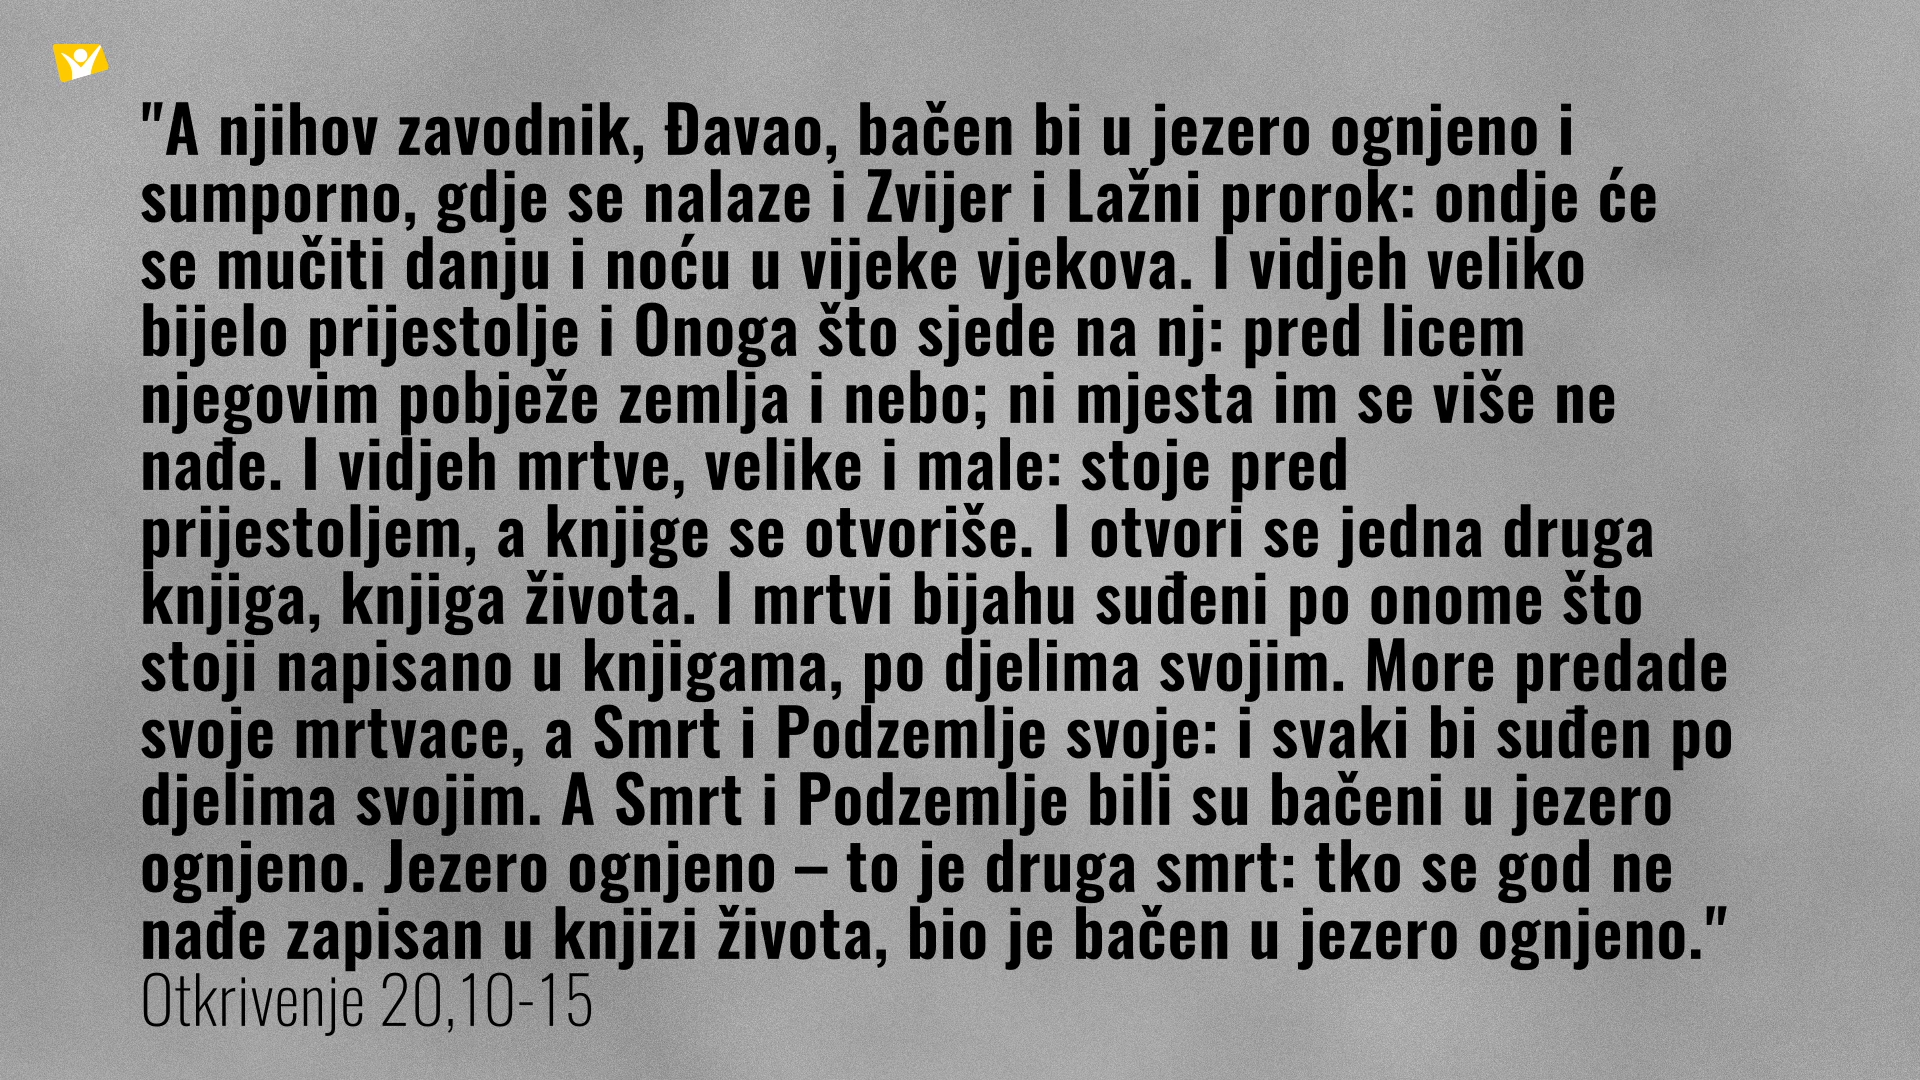 "A njihov zavodnik, Đavao, bačen bi u jezero ognjeno i
sumporno, gdje se nalaze i Zvijer i Lažni prorok: ondje će
se mučiti danju i noću u vijeke vjekova. I vidjeh veliko
bijelo prijestolje i Onoga što sjede na nj: pred licem
njegovim pobježe zemlja i nebo; ni mjesta im se više ne
nađe. I vidjeh mrtve, velike i male: stoje pred
prijestoljem, a knjige se otvoriše. I otvori se jedna druga
knjiga, knjiga života. I mrtvi bijahu suđeni po onome što
stoji napisano u knjigama, po djelima svojim. More predade
svoje mrtvace, a Smrt i Podzemlje svoje: i svaki bi suđen po
djelima svojim. A Smrt i Podzemlje bili su bačeni u jezero
ognjeno. Jezero ognjeno – to je druga smrt: tko se god ne
nađe zapisan u knjizi života, bio je bačen u jezero ognjeno."
Otkrivenje 20,10-15